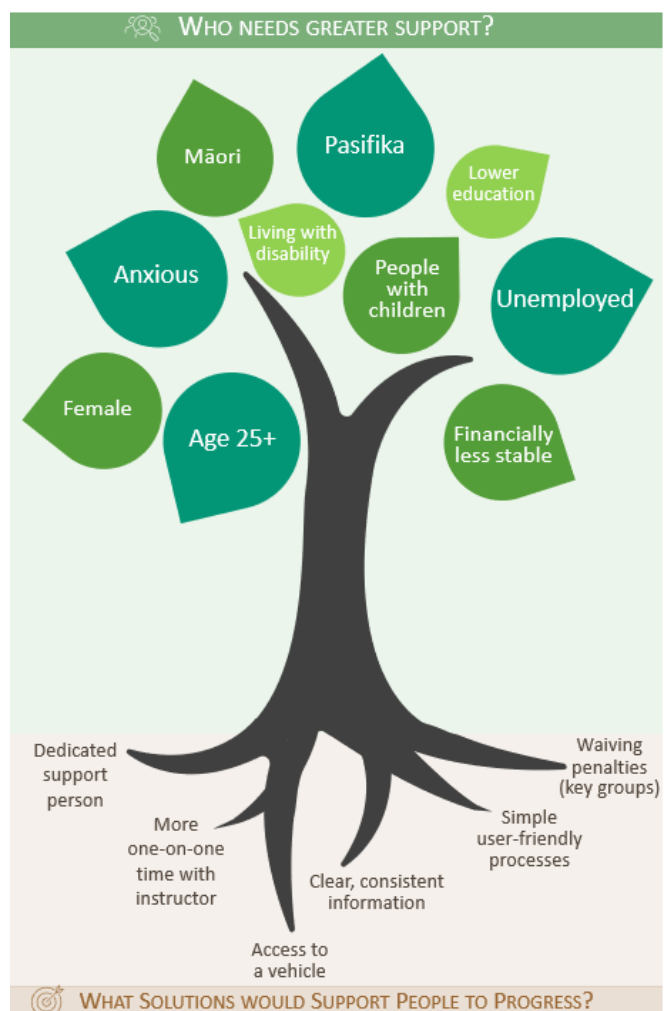 WHO NEEDS GREATER SUPPORT?
Māori
Pasifika
Lower
education
Living with
disability
Anxious
People
with
children
Unemployed
Female
Age 25+
Financially
less stable
Dedicated
support
person
More
one-on-one
time with
instructor
Access to
a vehicle
Clear, consistent
information
Simple
user-friendly
processes
Waiving
penalties
(key groups)
WHAT SOLUTIONS WOULD SUPPORT PEOPLE TO PROGRESS?